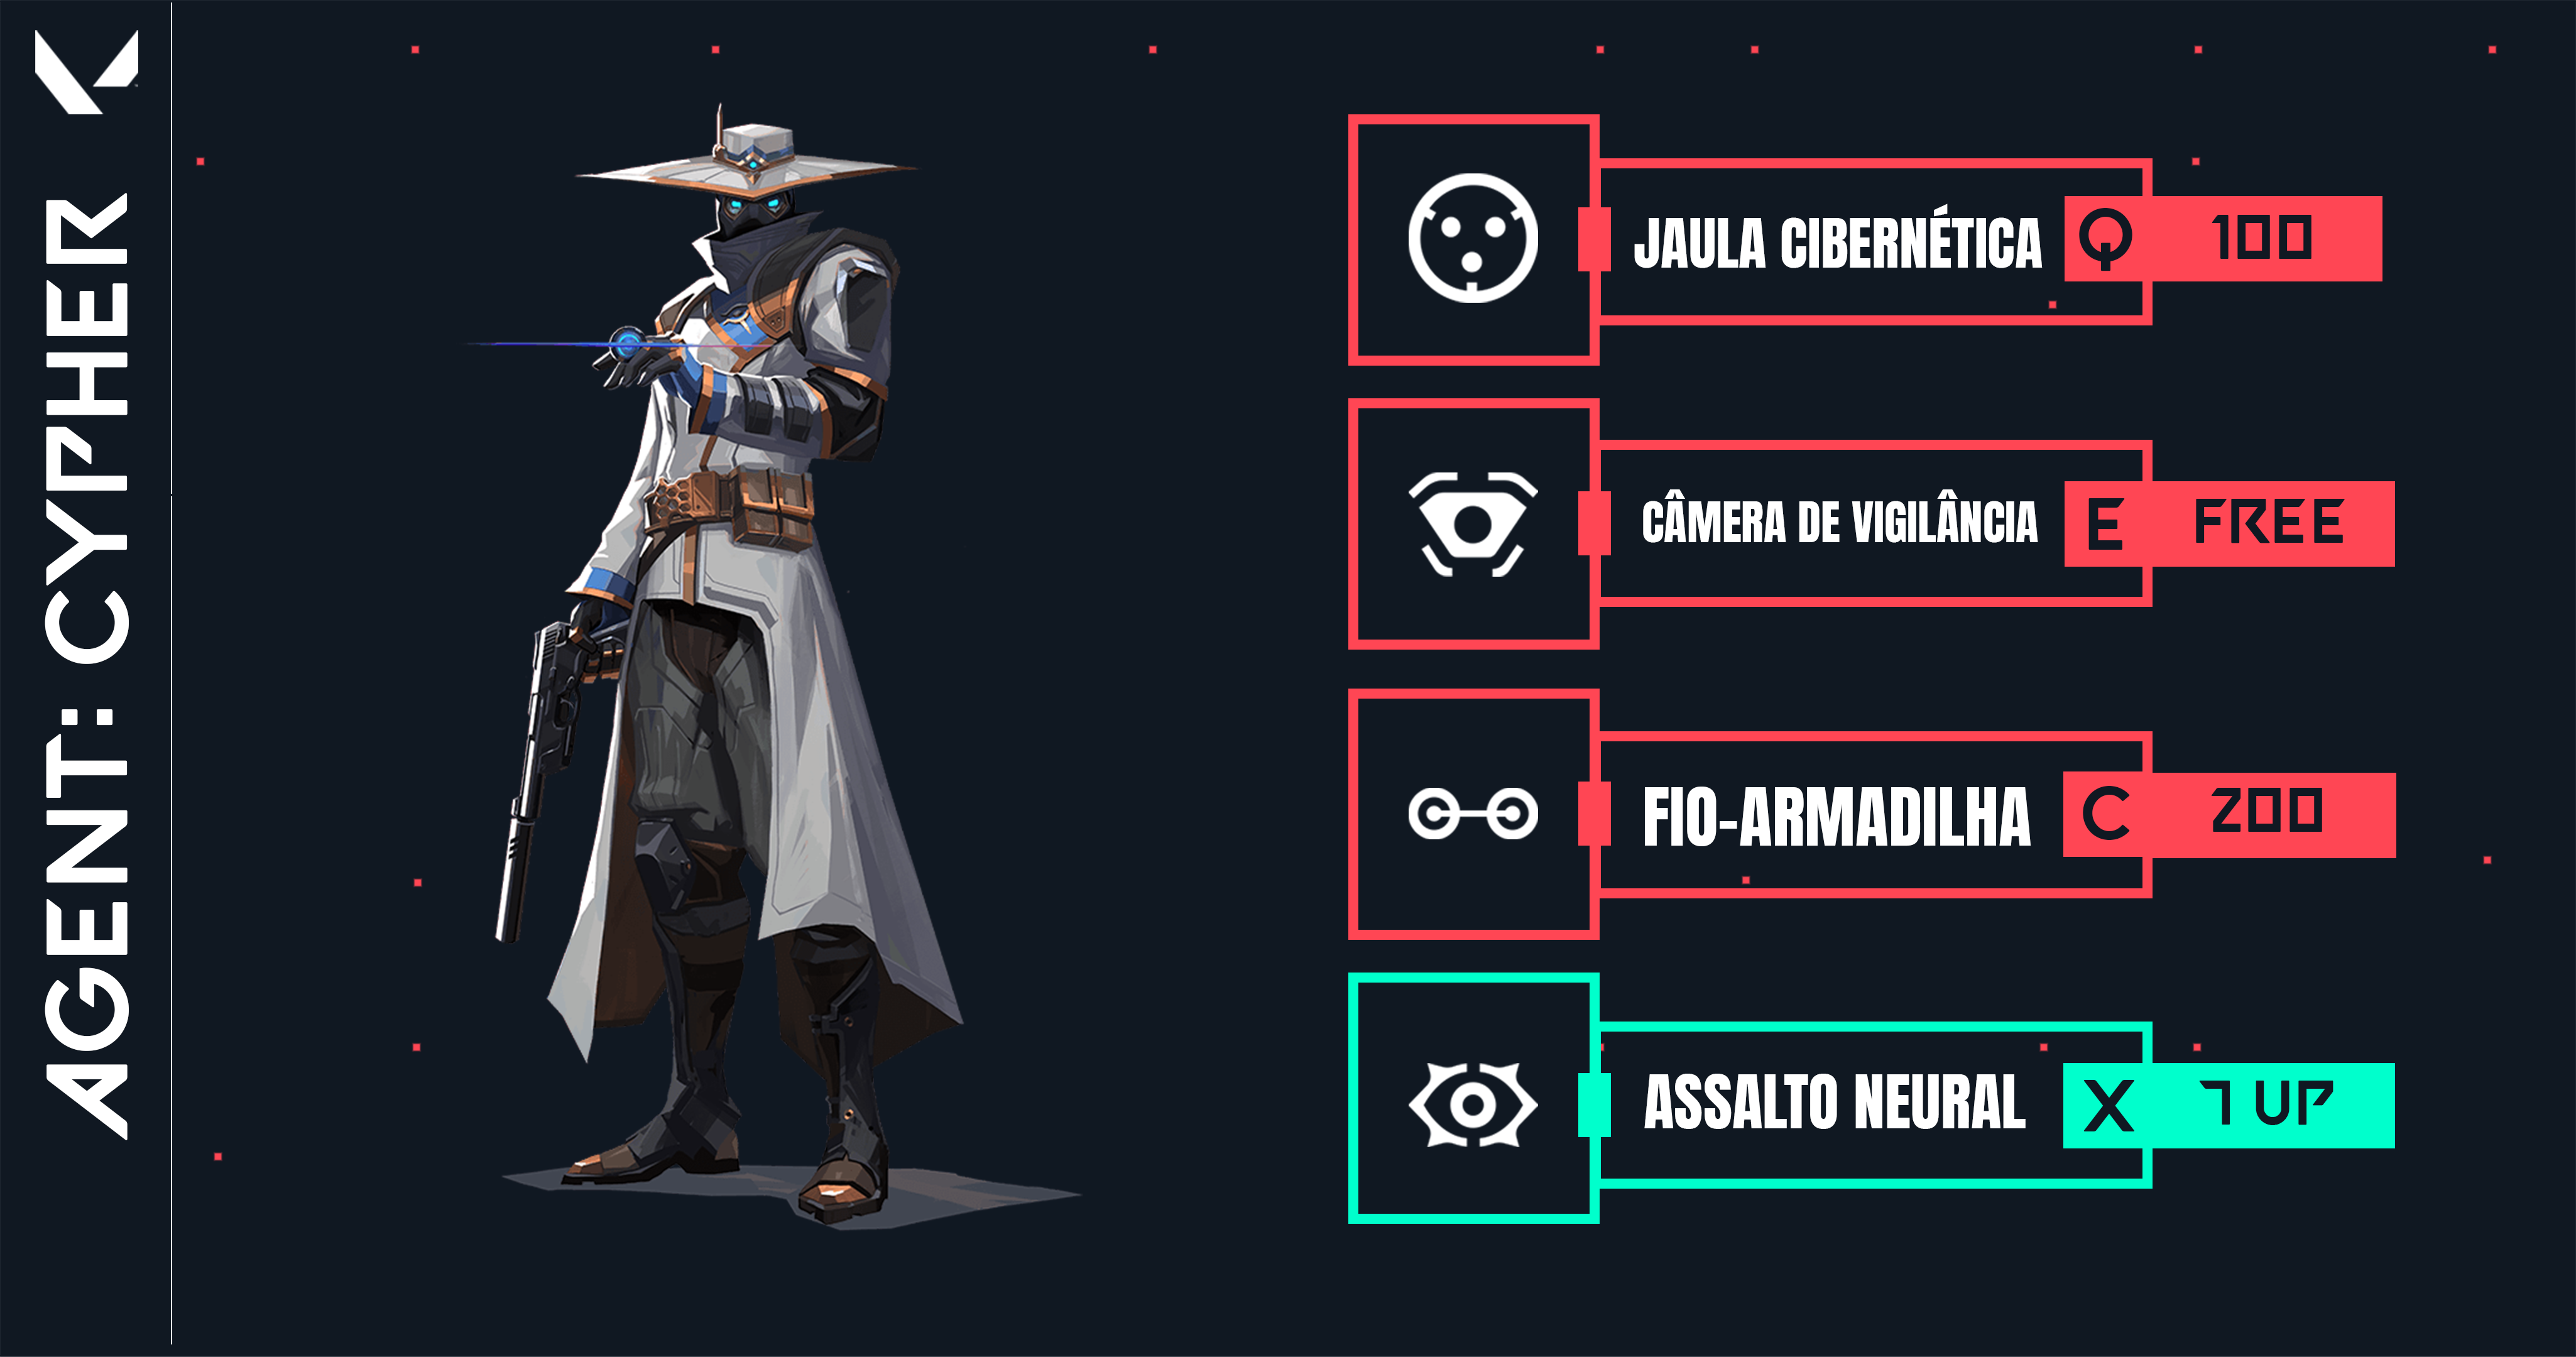 AGENT: CYPHER
JAULA CIBERNÉTICA Q 100
CÂMERA DE VIGILÂNCIA E FREE
FIO-ARMADILHA C 200
ASSALTO NEURAL X 7 UP